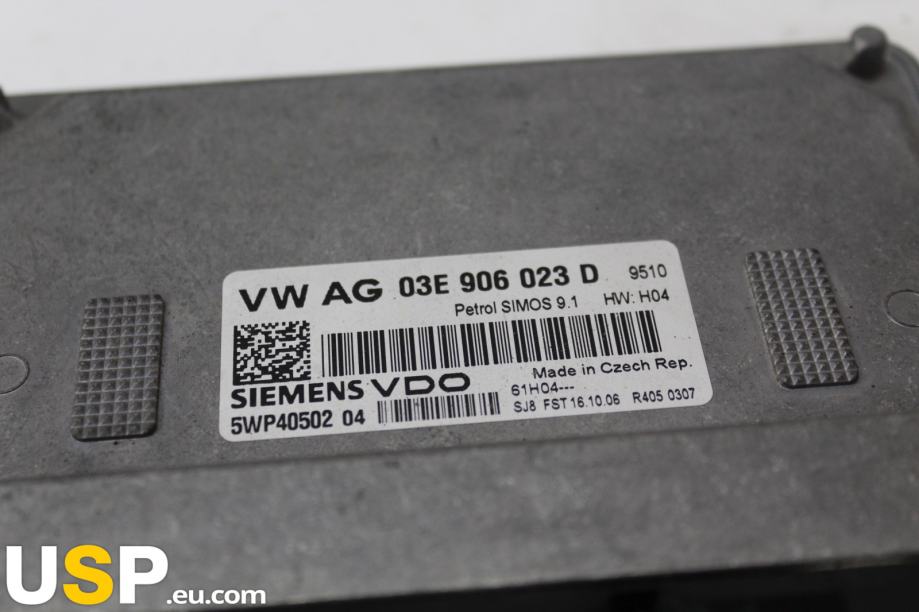 VW AG 03E 906 023 D 9510
Petrol SIMOS 9.1 HW: H04
Made in Czech Rep.
SIEMENS VDO 61H04---
5WP40502 04 SJ8 FST 16.10.06 R405 0307
USP.eu.com